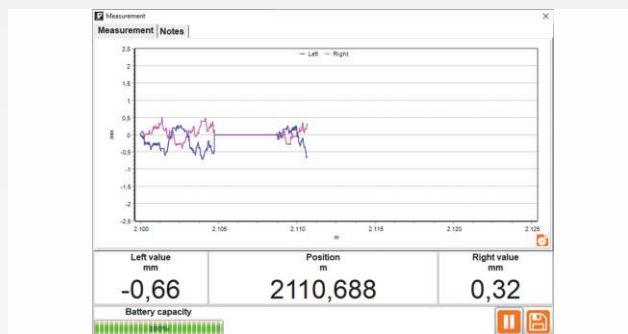 Measurement
Measurement Notes
Left Right
2,5
2
1,5
1
0,5
0
-0,5
-1
-1,5
-2
-2,5
mm
2.100 2.105 2.110 2.115 2.120 2.125
m
Left value
mm
-0,66
Position
m
2110,688
Right value
mm
0,32
Battery capacity
100%